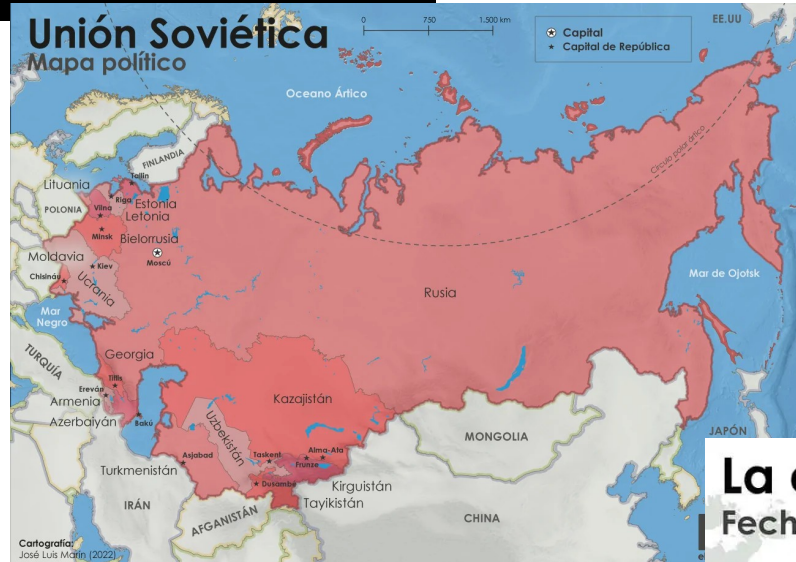 Unión Soviética
Mapa político
0 750 1.500 km
Capital
Capital de República
EE.UU
Oceano Ártico
Círculo polar ártico
FINLANDIA
Tallin
Lituania
Riga
Estonia
Vilna
Letonia
POLONIA
Minsk
Bielorrusia
Moscú
Moldavia
Kiev
Chisináu
Ucrania
Mar de Ojotsk
Rusia
Mar
Negro
TURQUÍA
Georgia
Tiflis
Ereván
Armenia
Kazajistán
Azerbaiyán
Bakú
Uzbekistán
JAPÓN
MONGOLIA
Asjabad
Taskent
Alma-Ata
Frunze
Turkmenistán
Dusambé
Kirguistán
Tayikistán
IRÁN
AFGANISTÁN
CHINA
Cartografía:
José Luis Marín (2022)
La
Fech